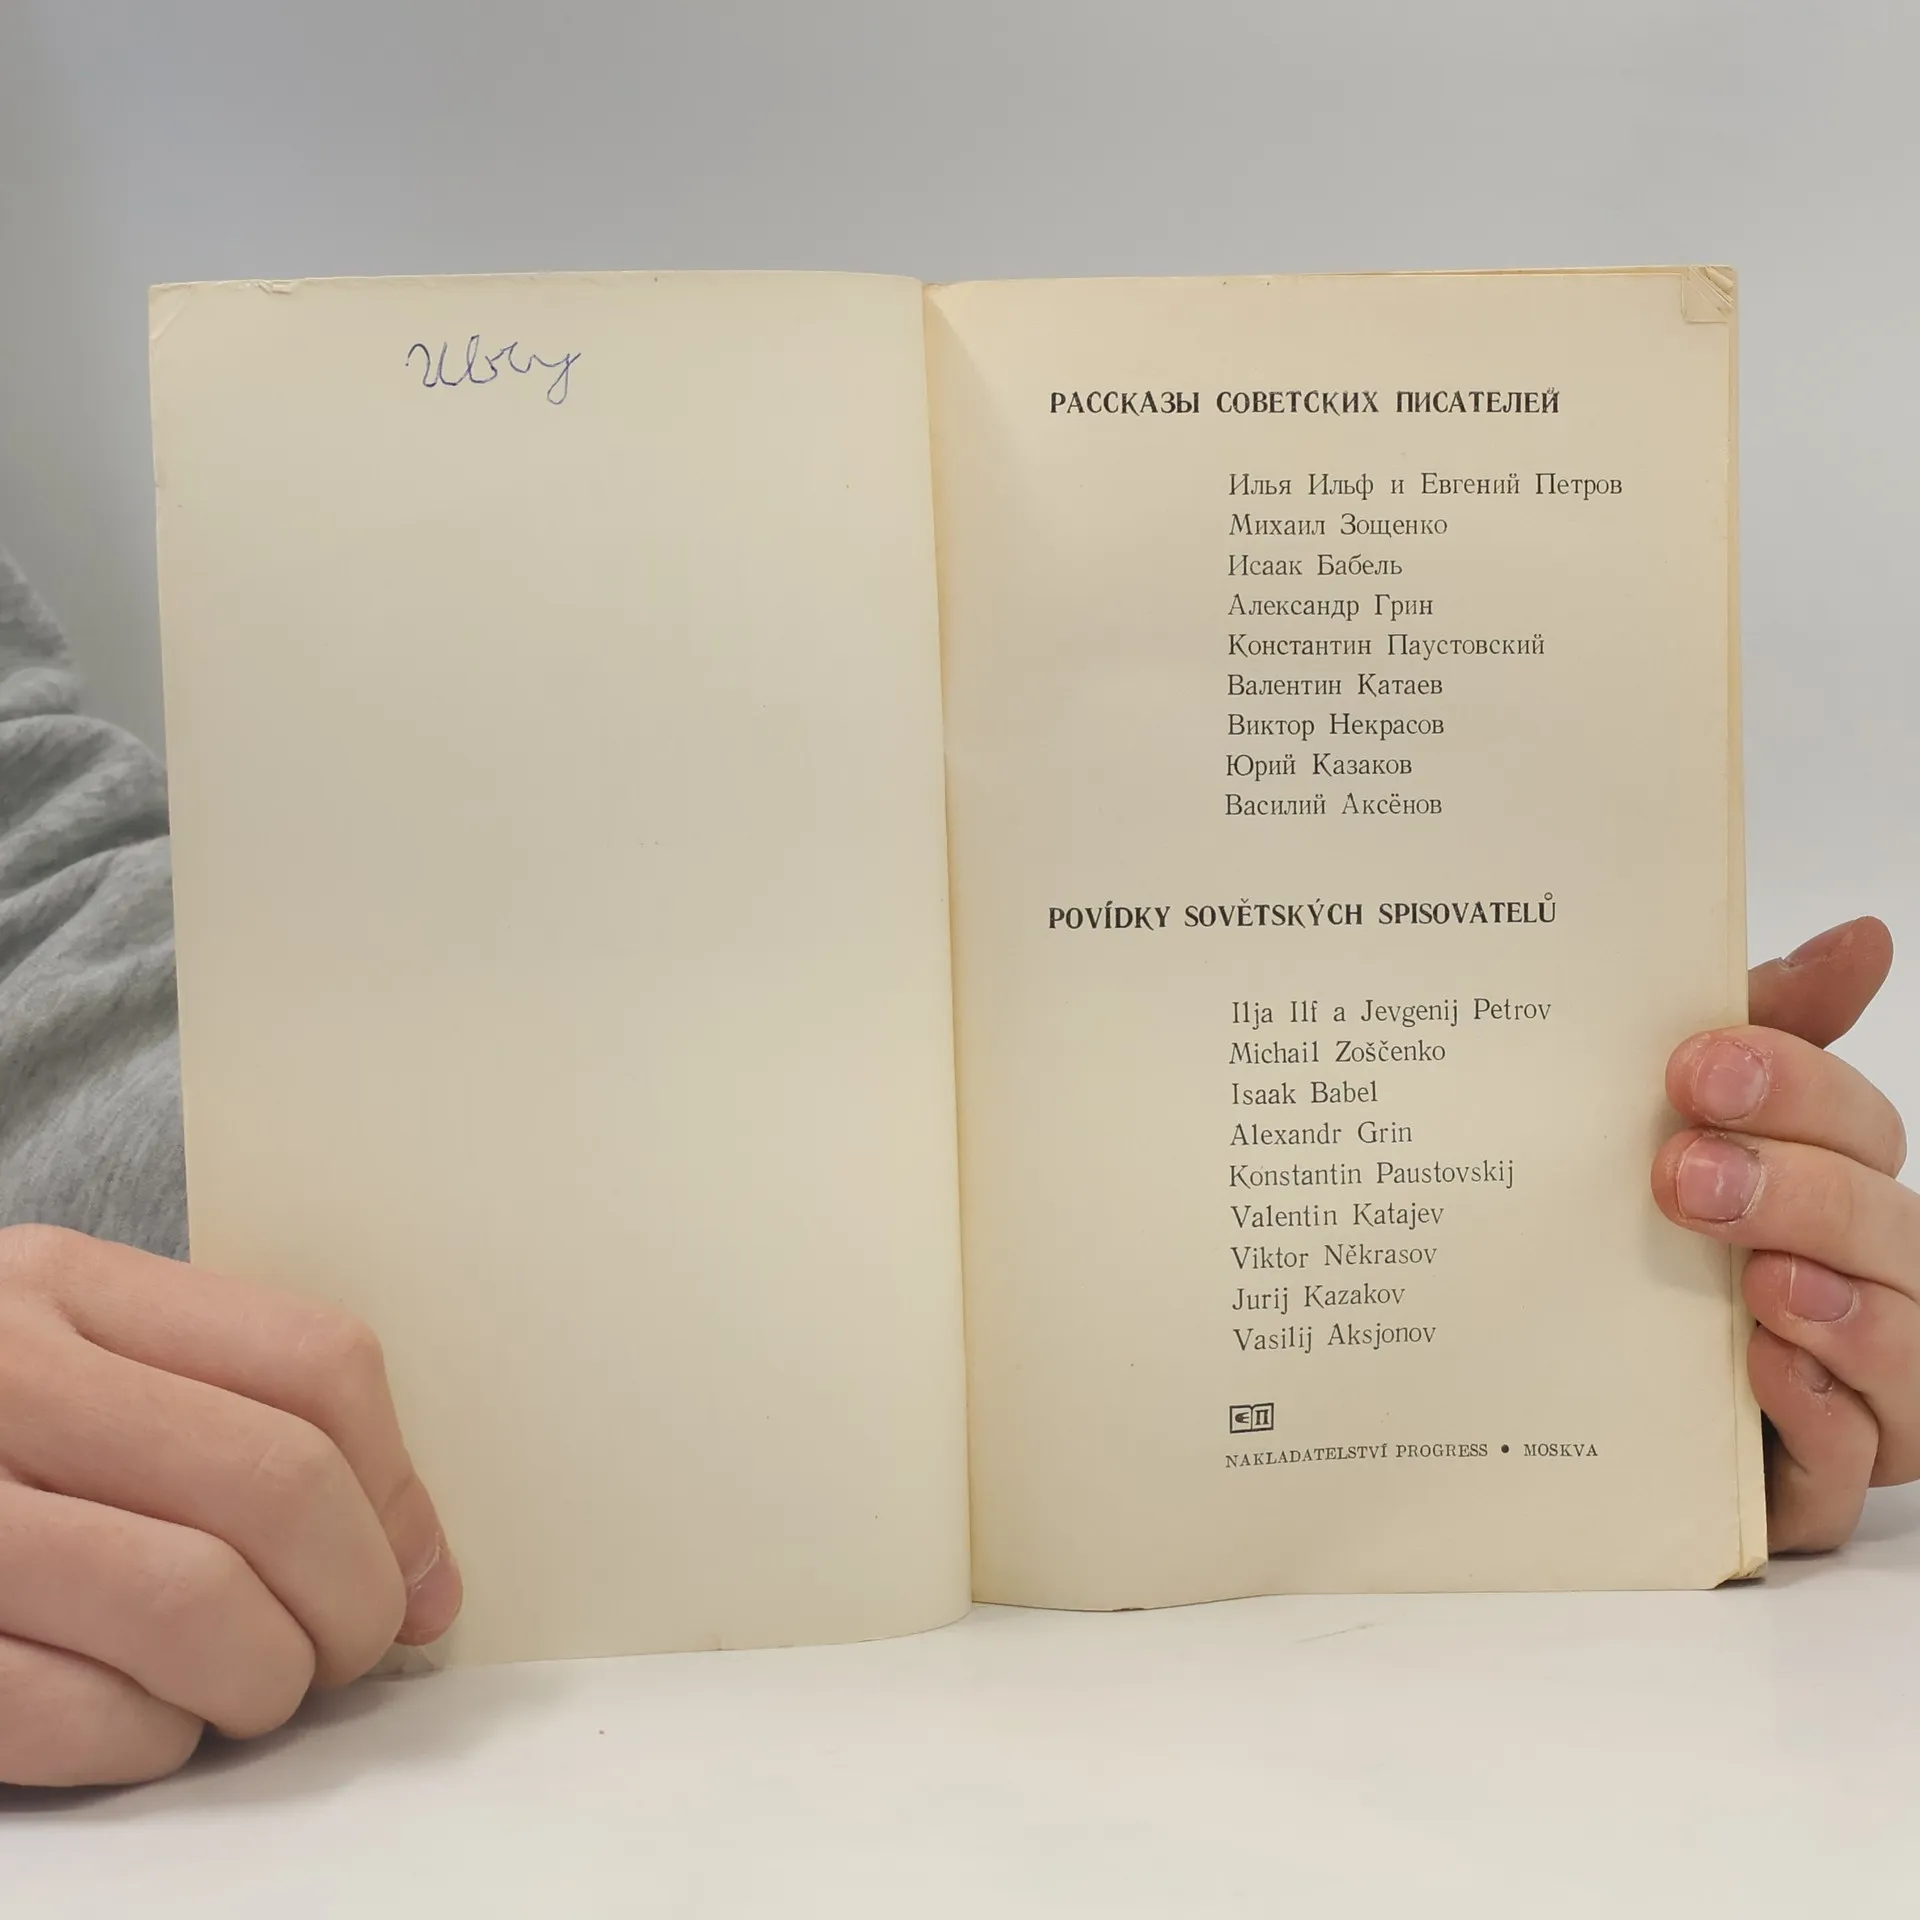 РАССКАЗЫ СОВЕТСКИХ ПИСАТЕЛЕЙ
Илья Ильф и Евгений Петров
Михаил Зощенко
Исаак Бабель
Александр Грин
Константин Паустовский
Валентин Катаев
Виктор Некрасов
Юрий Казаков
Василий Аксёнов
POVÍDKY SOVĚTSKÝCH SPISOVATELŮ
Ilja Ilf a Jevgenij Petrov
Michail Zoščenko
Isaak Babel
Alexandr Grin
Konstantin Paustovskij
Valentin Katajev
Viktor Někrasov
Jurij Kazakov
Vasilij Aksjonov
NAKLADATELSTVÍ PROGRESS • MOSKVA